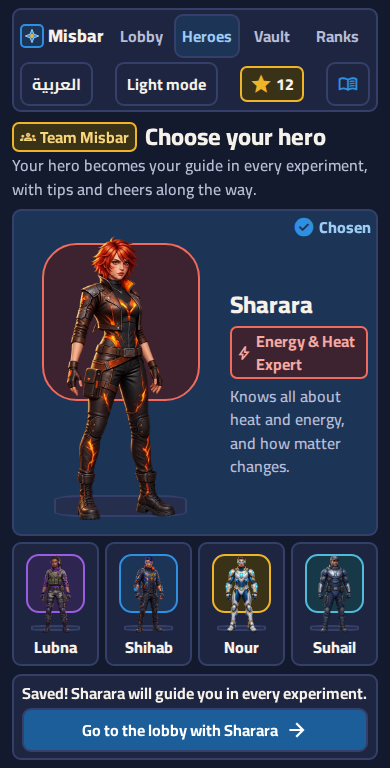 Misbar Lobby Heroes Vault Ranks
العربية Light mode 12
Team Misbar Choose your hero
Your hero becomes your guide in every experiment,
with tips and cheers along the way.
Chosen
Sharara
Energy & Heat
Expert
Knows all about
heat and energy,
and how matter
changes.
Lubna Shihab Nour Suhail
Saved! Sharara will guide you in every experiment.
Go to the lobby with Sharara